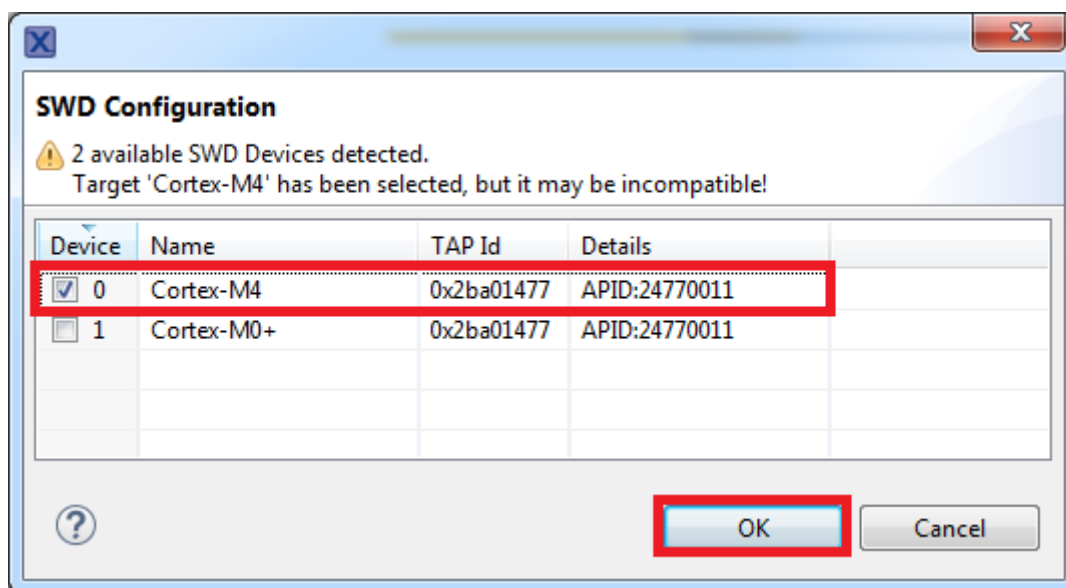 SWD Configuration
2 available SWD Devices detected.
Target 'Cortex-M4' has been selected, but it may be incompatible!
Device Name TAP Id Details
0 Cortex-M4 0x2ba01477 APID:24770011
1 Cortex-M0+ 0x2ba01477 APID:24770011
? OK Cancel